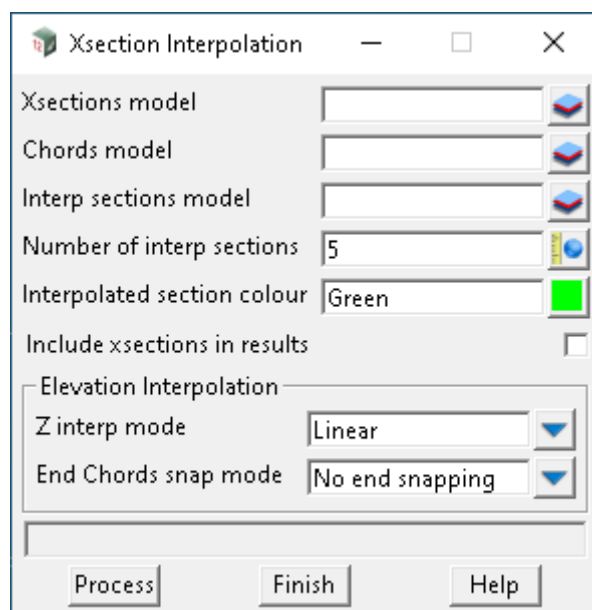 Xsection Interpolation
Xsections model
Chords model
Interp sections model
Number of interp sections 5
Interpolated section colour Green
Include xsections in results
Elevation Interpolation
Z interp mode Linear
End Chords snap mode No end snapping
Process Finish Help